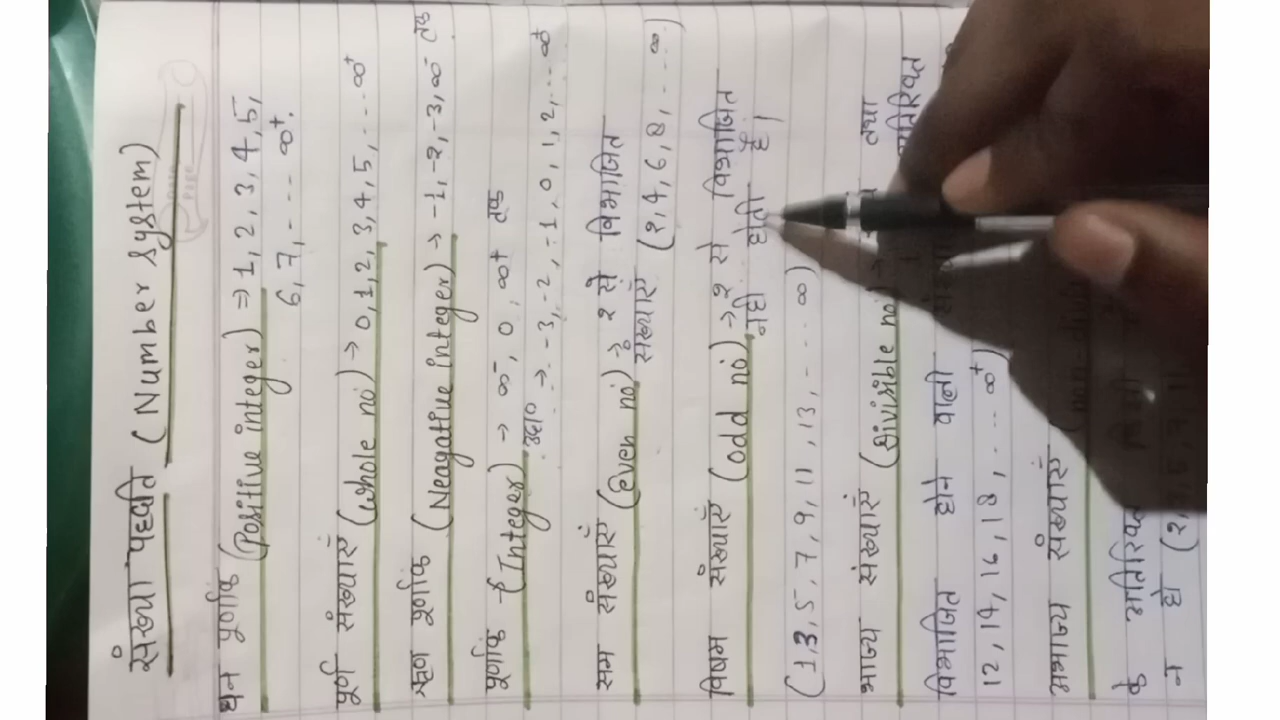 संख्या पद्धति (Number System)
धन पूर्णांक (Positive integer) ⇒ 1, 2, 3, 4, 5,
6, 7, --- ∞⁺.
पूर्ण संख्याएँ (Whole no.) → 0, 1, 2, 3, 4, 5, --- ∞⁺
ऋण पूर्णांक (Neagative integer) → -1, -2, -3, ∞⁻ तक
पूर्णांक (Integer) → ∞⁻, 0, ∞⁺ तक
उदा० → -3, -2, -1, 0, 1, 2, --- ∞⁺
सम संख्याएँ (Even no.) → 2 से विभाजित
संख्याएँ (2, 4, 6, 8, --- ∞)
विषम संख्याएँ (odd no.) → 2 से विभाजित
नही होती है।
(1, 3, 5, 7, 9, 11, 13, --- ∞)
भाज्य संख्याएँ (Divisible no.) → तथा
विभाजित होने वाली
12, 14, 16, 18, --- ∞⁺)
अभाज्य संख्याएँ
के अतिरिक्त
न हो (2,